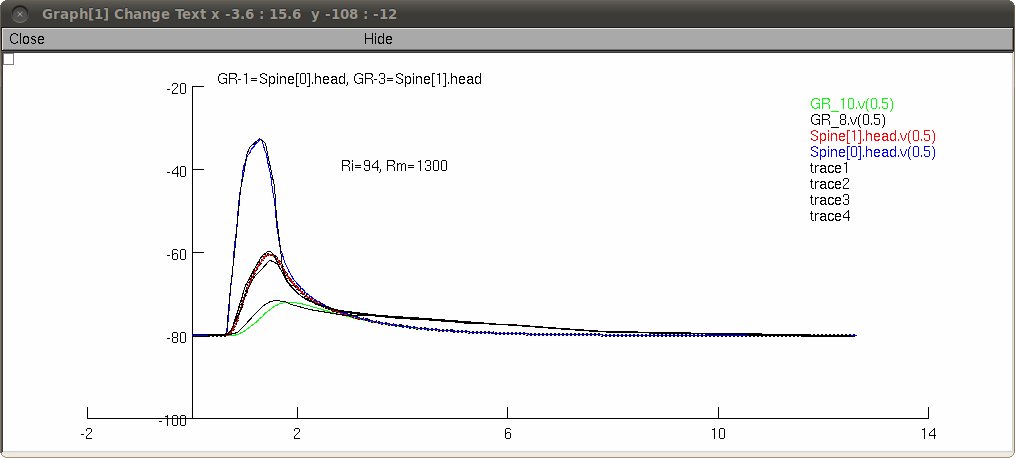 Graph[1] Change Text x -3.6 : 15.6  y -108 : -12
Close
Hide
GR-1=Spine[0].head, GR-3=Spine[1].head
-20
GR_10.v(0.5)
GR_8.v(0.5)
Spine[1].head.v(0.5)
Spine[0].head.v(0.5)
trace1
trace2
trace3
trace4
Ri=94, Rm=1300
-40
-60
-80
-100
-2
2
6
10
14